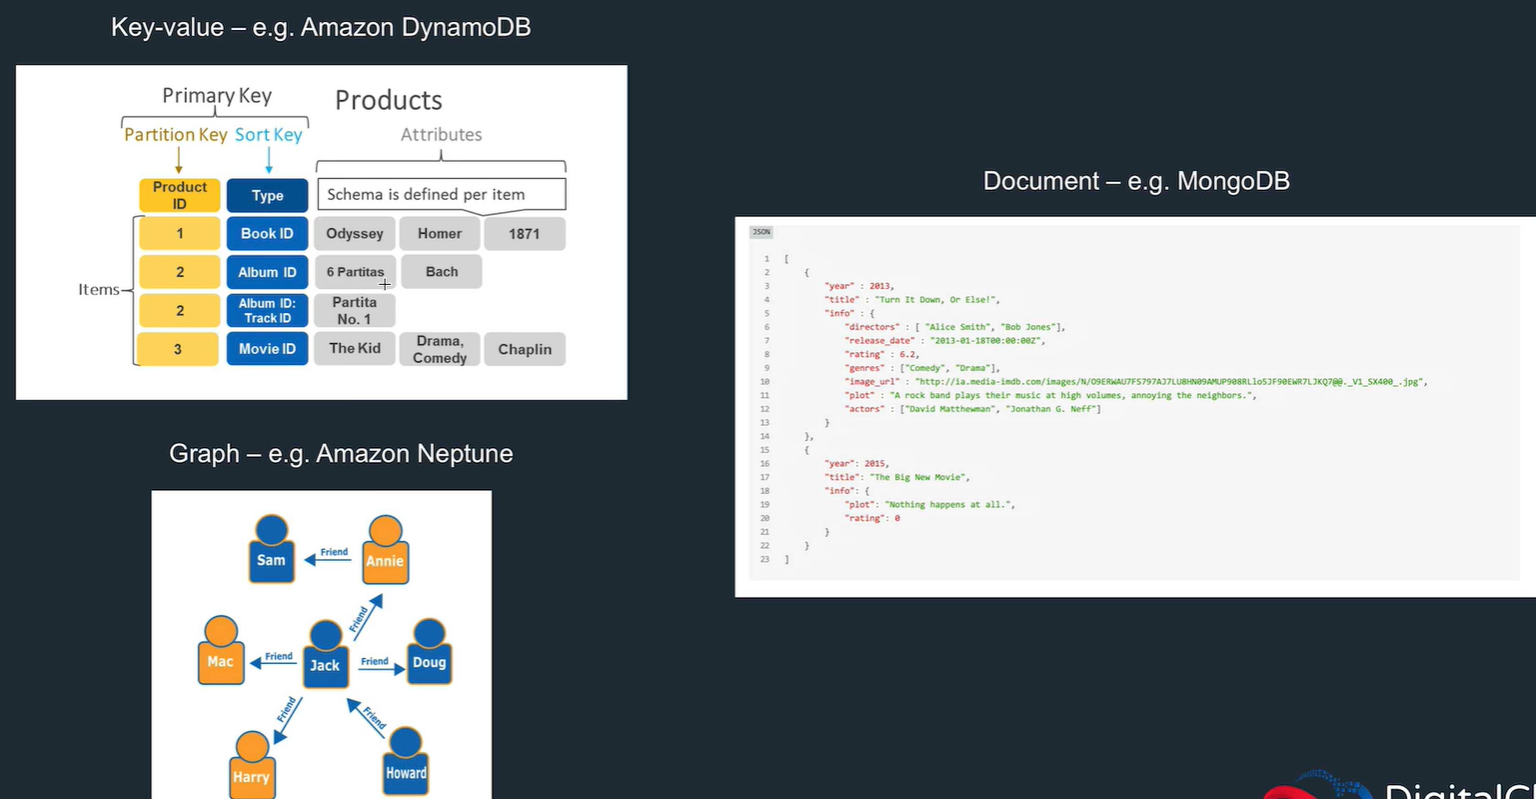 Key-value – e.g. Amazon DynamoDB
Primary Key
Products
Partition Key Sort Key
Attributes
Product ID
Type
Schema is defined per item
Items
1 Book ID Odyssey Homer 1871
2 Album ID 6 Partitas Bach
2 Album ID: Track ID Partita No. 1
3 Movie ID The Kid Drama, Comedy Chaplin
Graph – e.g. Amazon Neptune
Sam Friend Annie
Friend
Mac Friend Jack Friend Doug
Friend
Friend
Harry
Howard
Document – e.g. MongoDB
JSON
1 [
2 {
3 "year" : 2013,
4 "title" : "Turn It Down, Or Else!",
5 "info" : {
6 "directors" : [ "Alice Smith", "Bob Jones"],
7 "release_date" : "2013-01-18T00:00:00Z",
8 "rating" : 6.2,
9 "genres" : ["Comedy", "Drama"],
10 "image_url" : "http://ia.media-imdb.com/images/N/O9ERWAU7FS797AJ7LU8HN09AMUP908RLlo5JF90EWR7LJKQ7@@._V1_SX400_.jpg",
11 "plot" : "A rock band plays their music at high volumes, annoying the neighbors.",
12 "actors" : ["David Matthewman", "Jonathan G. Neff"]
13 }
14 },
15 {
16 "year": 2015,
17 "title": "The Big New Movie",
18 "info": {
19 "plot": "Nothing happens at all.",
20 "rating": 0
21 }
22 }
23 ]